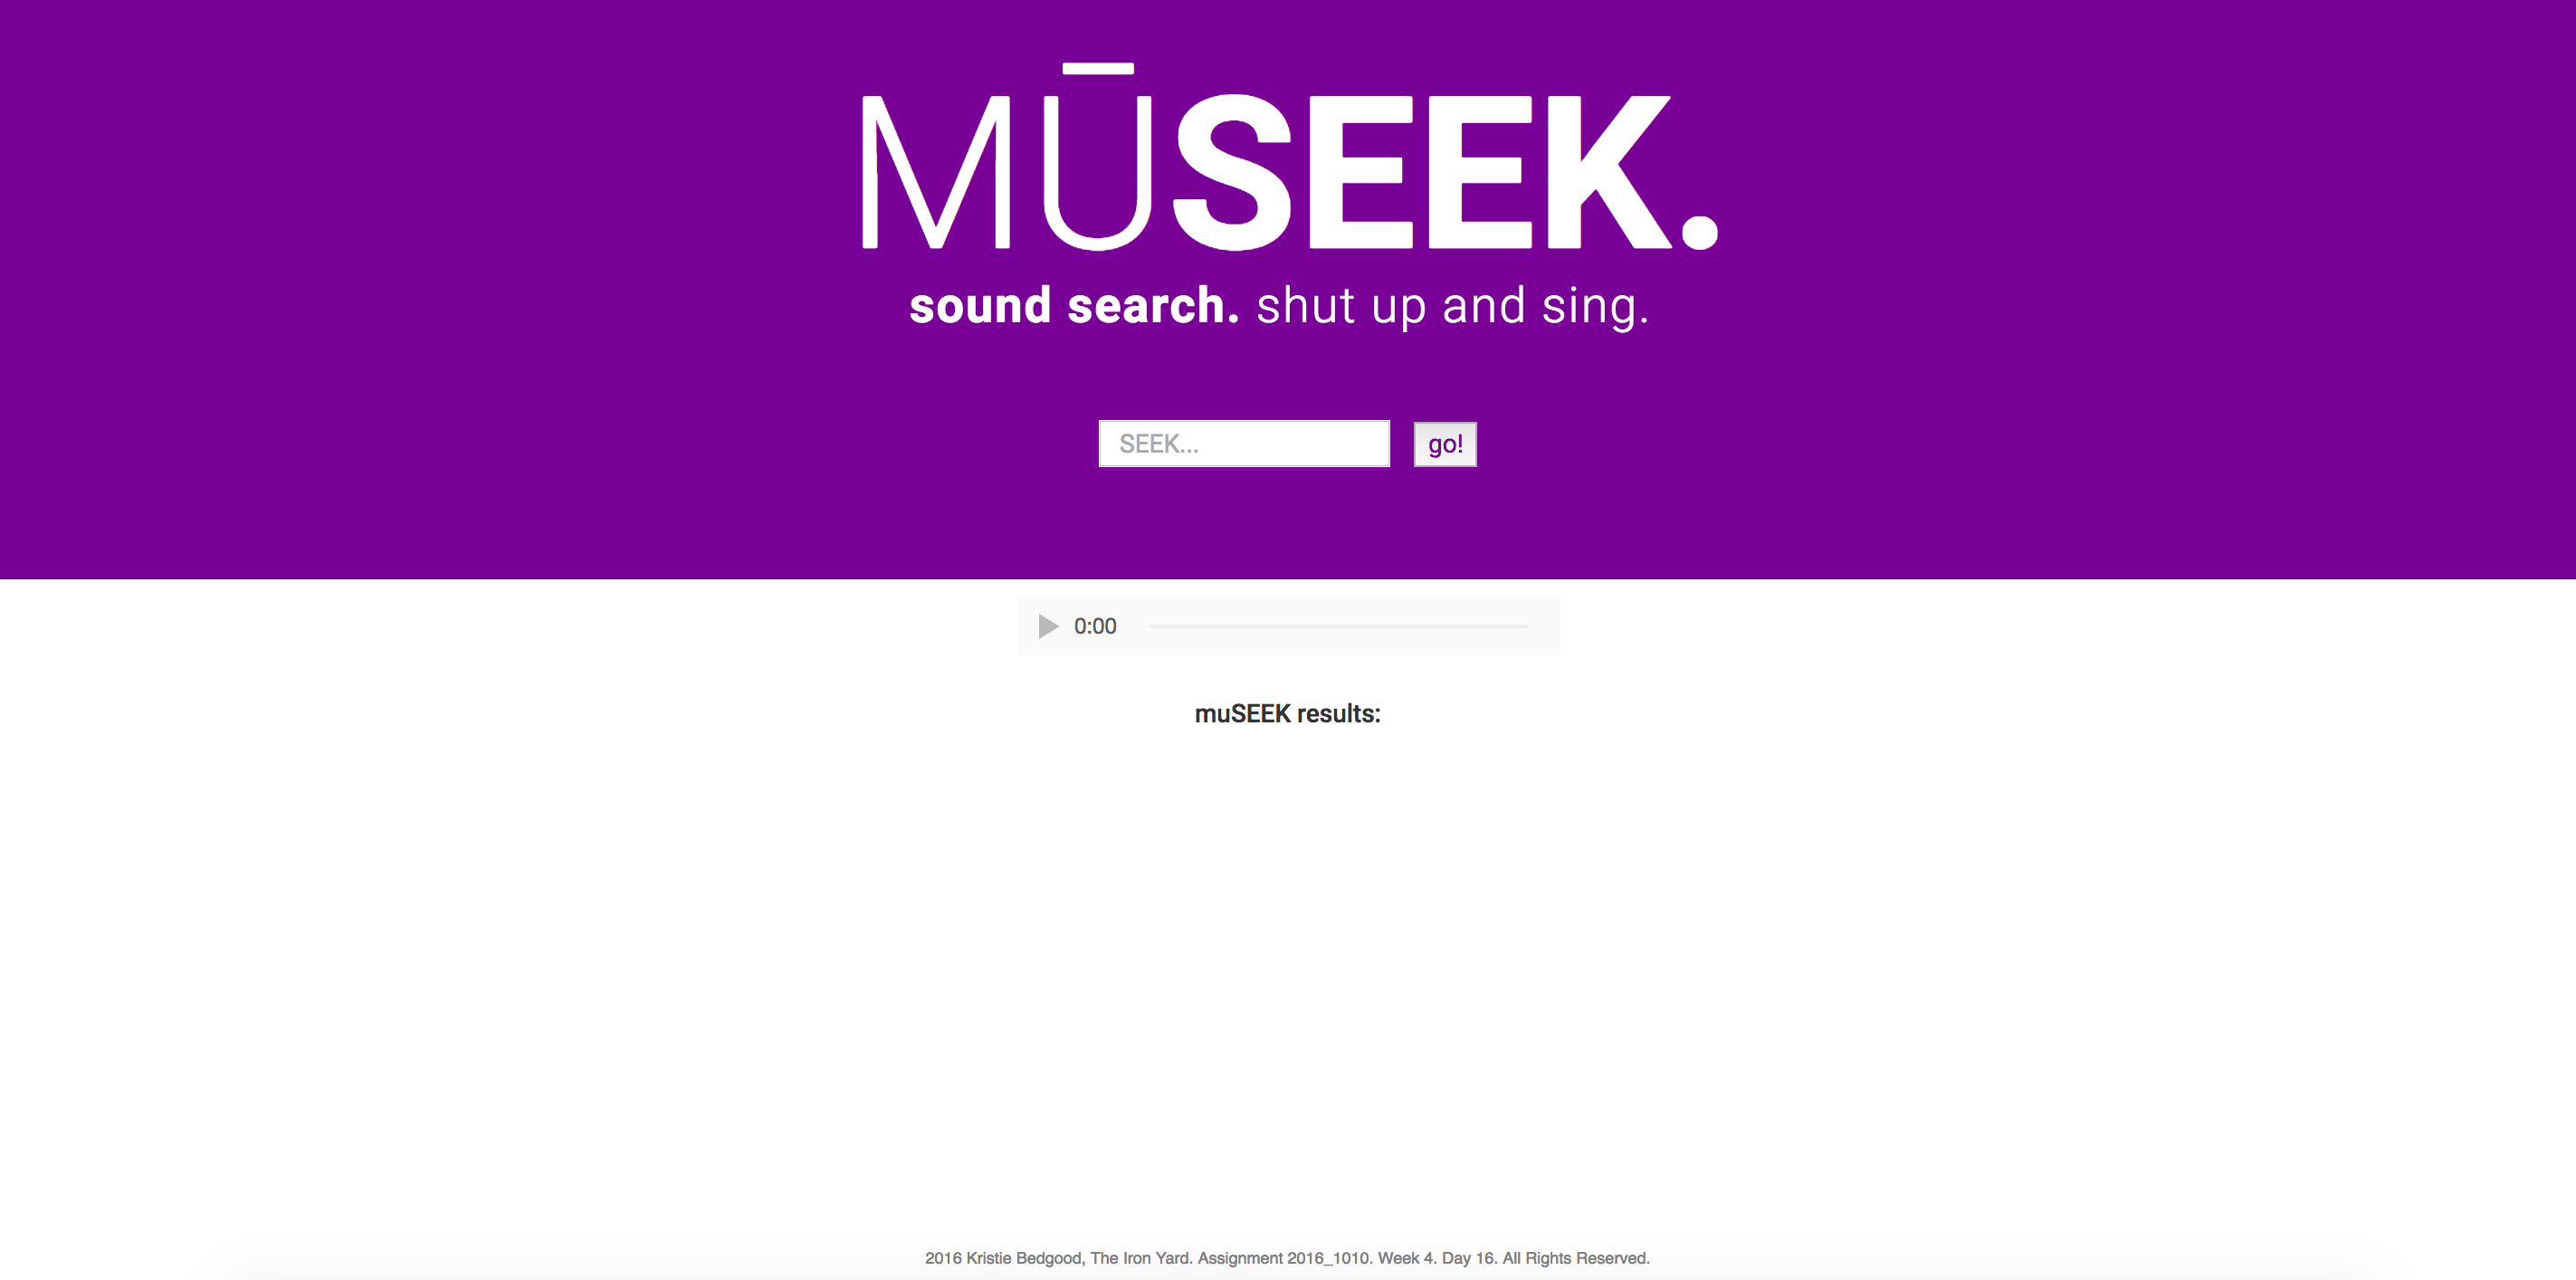 MŪSEEK.
sound search. shut up and sing.
SEEK... go!
0:00
muSEEK results:
2016 Kristie Bedgood, The Iron Yard. Assignment 2016_1010. Week 4. Day 16. All Rights Reserved.